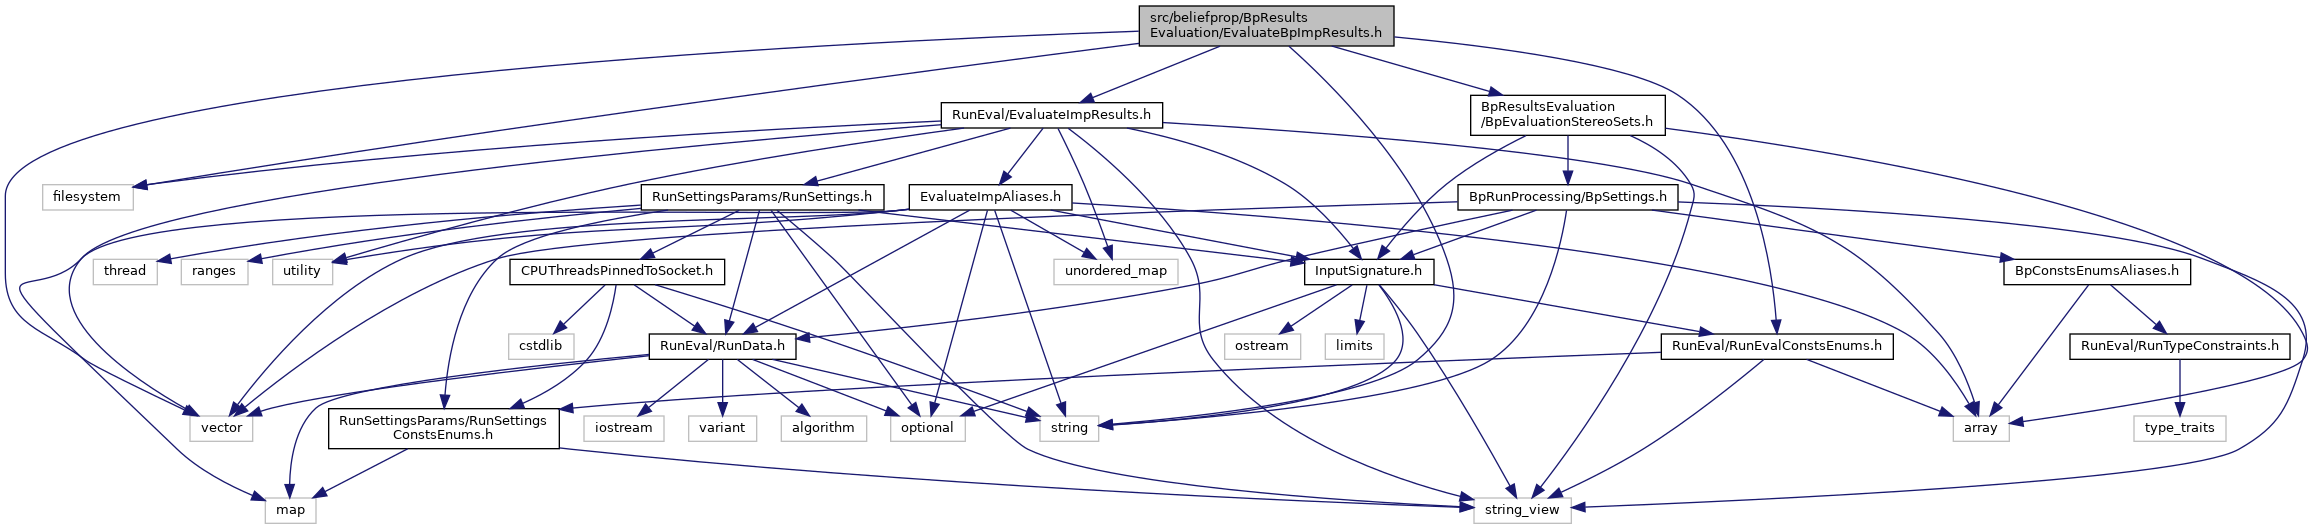 src/beliefprop/BpResults
Evaluation/EvaluateBpImpResults.h
RunEval/EvaluateImpResults.h
BpResultsEvaluation
/BpEvaluationStereoSets.h
filesystem
RunSettingsParams/RunSettings.h
EvaluateImpAliases.h
BpRunProcessing/BpSettings.h
thread
ranges
utility
CPUThreadsPinnedToSocket.h
unordered_map
InputSignature.h
BpConstsEnumsAliases.h
cstdlib
RunEval/RunData.h
ostream
limits
RunEval/RunEvalConstsEnums.h
RunEval/RunTypeConstraints.h
vector
RunSettingsParams/RunSettings
ConstsEnums.h
iostream
variant
algorithm
optional
string
array
type_traits
map
string_view